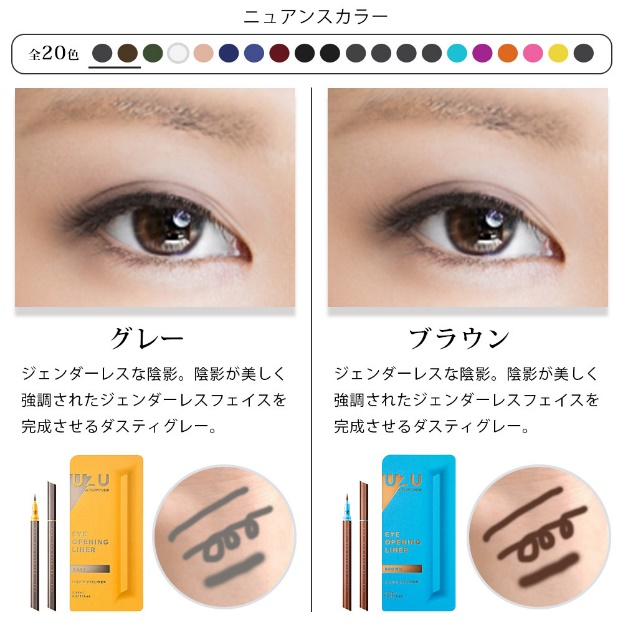 ニュアンスカラー
全20色
グレー
ジェンダーレスな陰影。陰影が美しく
強調されたジェンダーレスフェイスを
完成させるダスティグレー。
UZU
EYE
OPENING
LINER
ブラウン
ジェンダーレスな陰影。陰影が美しく
強調されたジェンダーレスフェイスを
完成させるダスティグレー。
UZU
EYE
OPENING
LINER